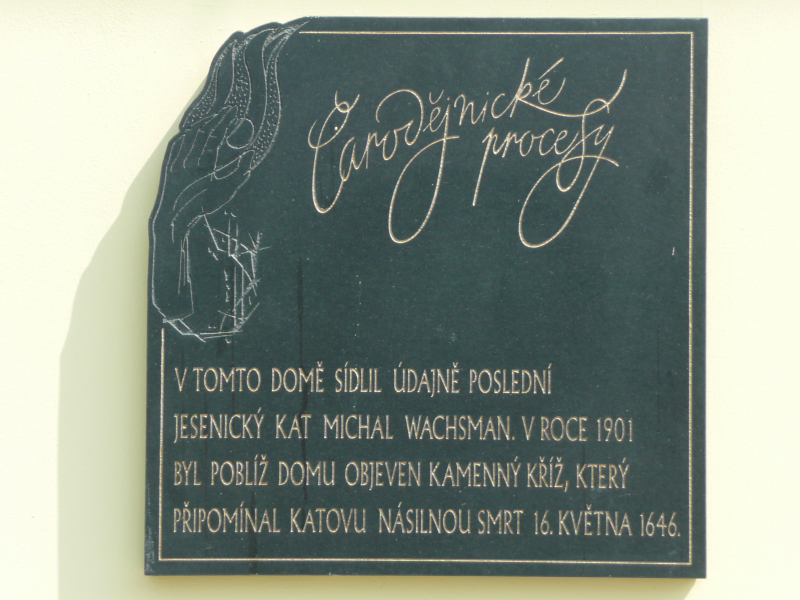 Čarodějnické
procesy
V TOMTO DOMĚ SÍDLIL ÚDAJNĚ POSLEDNÍ
JESENICKÝ KAT MICHAL WACHSMAN. V ROCE 1901
BYL POBLÍŽ DOMU OBJEVEN KAMENNÝ KŘÍŽ, KTERÝ
PŘIPOMÍNAL KATOVU NÁSILNOU SMRT 16. KVĚTNA 1646.